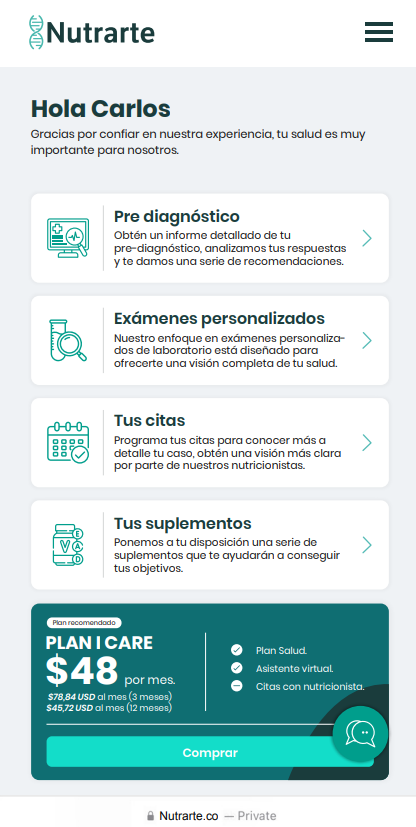 Nutrarte
Hola Carlos
Gracias por confiar en nuestra experiencia, tu salud es muy
importante para nosotros.
Pre diagnóstico
Obtén un informe detallado de tu
pre-diagnóstico, analizamos tus respuestas
y te damos una serie de recomendaciones.
Exámenes personalizados
Nuestro enfoque en exámenes personaliza-
dos de laboratorio está diseñado para
ofrecerte una visión completa de tu salud.
Tus citas
Programa tus citas para conocer más a
detalle tu caso, obtén una visión más clara
por parte de nuestros nutricionistas.
V
E
A
D
Tus suplementos
Ponemos a tu disposición una serie de
suplementos que te ayudarán a conseguir
tus objetivos.
Plan recomendado
PLAN I CARE
$48 por mes.
$78,84 USD al mes (3 meses)
$45,72 USD al mes (12 meses)
Plan Salud.
Asistente virtual.
Citas con nutricionista.
Comprar
Nutrarte.co — Private